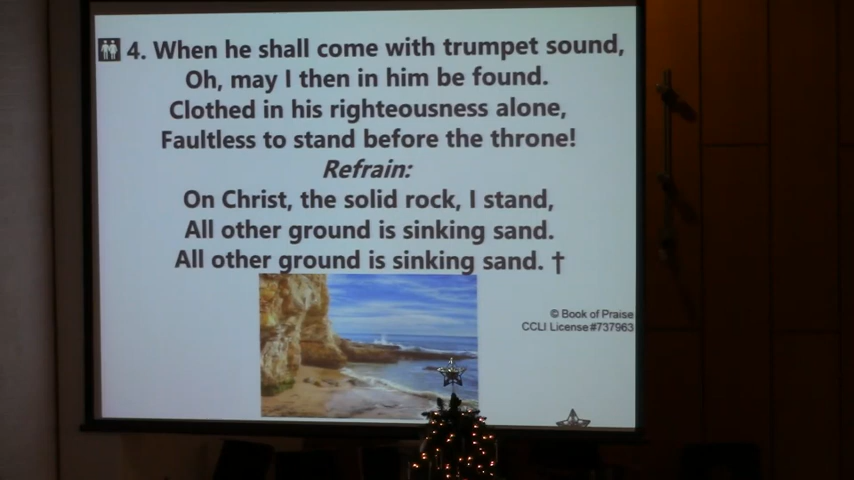 4. When he shall come with trumpet sound,
Oh, may I then in him be found.
Clothed in his righteousness alone,
Faultless to stand before the throne!
Refrain:
On Christ, the solid rock, I stand,
All other ground is sinking sand.
All other ground is sinking sand. †
© Book of Praise
CCLI License #737963